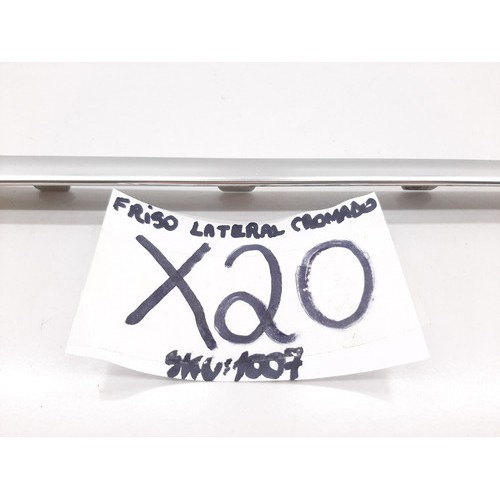 FRISO LATERAL CROMADO
X20
SKU:1007